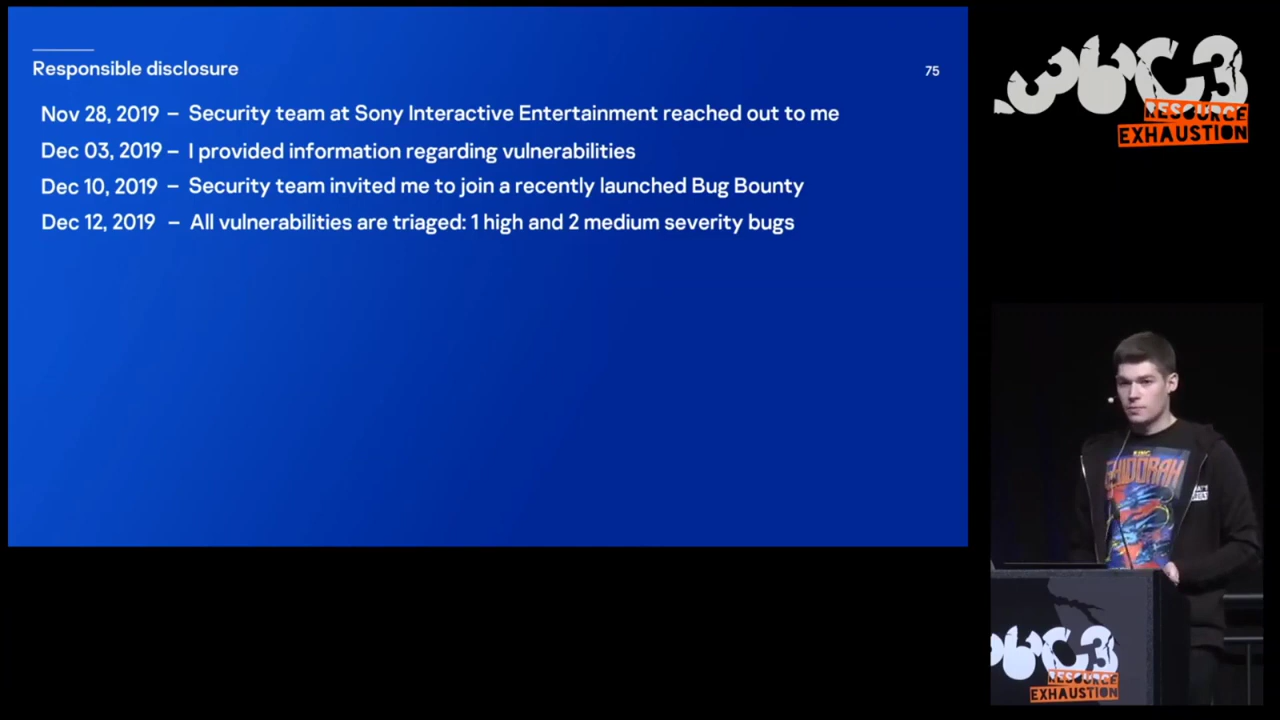 Responsible disclosure
75
Nov 28, 2019 – Security team at Sony Interactive Entertainment reached out to me
Dec 03, 2019 – I provided information regarding vulnerabilities
Dec 10, 2019 – Security team invited me to join a recently launched Bug Bounty
Dec 12, 2019 – All vulnerabilities are triaged: 1 high and 2 medium severity bugs
36C3
RESOURCE
EXHAUSTION
GHIDORAH
36C3
RESOURCE
EXHAUSTION